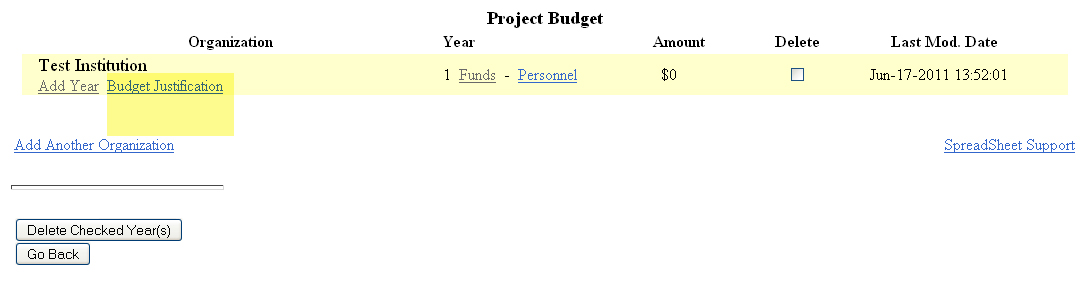 Project Budget
Organization Year Amount Delete Last Mod. Date
Test Institution
1 Funds - Personnel $0 Jun-17-2011 13:52:01
Add Year Budget Justification
Add Another Organization SpreadSheet Support
Delete Checked Year(s)
Go Back